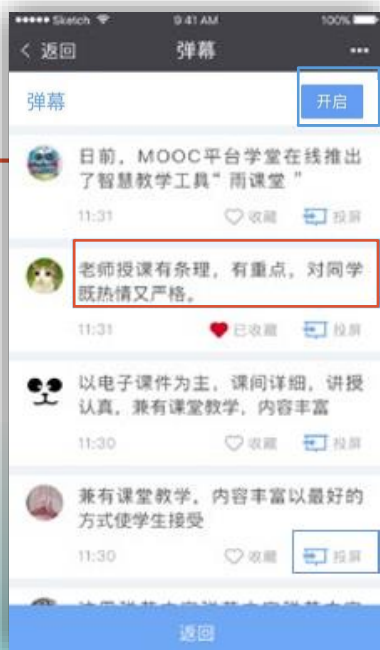 Sketch 9:41 AM 100%
返回 弹幕
弹幕 开启
日前，MOOC平台学堂在线推出
了智慧教学工具“雨课堂”
11:31 收藏 投屏
老师授课有条理，有重点，对同学
既热情又严格。
11:31 已收藏 投屏
以电子课件为主，课间详细，讲授
认真，兼有课堂教学，内容丰富
11:30 收藏 投屏
兼有课堂教学，内容丰富以最好的
方式使学生接受
11:30 收藏 投屏
返回